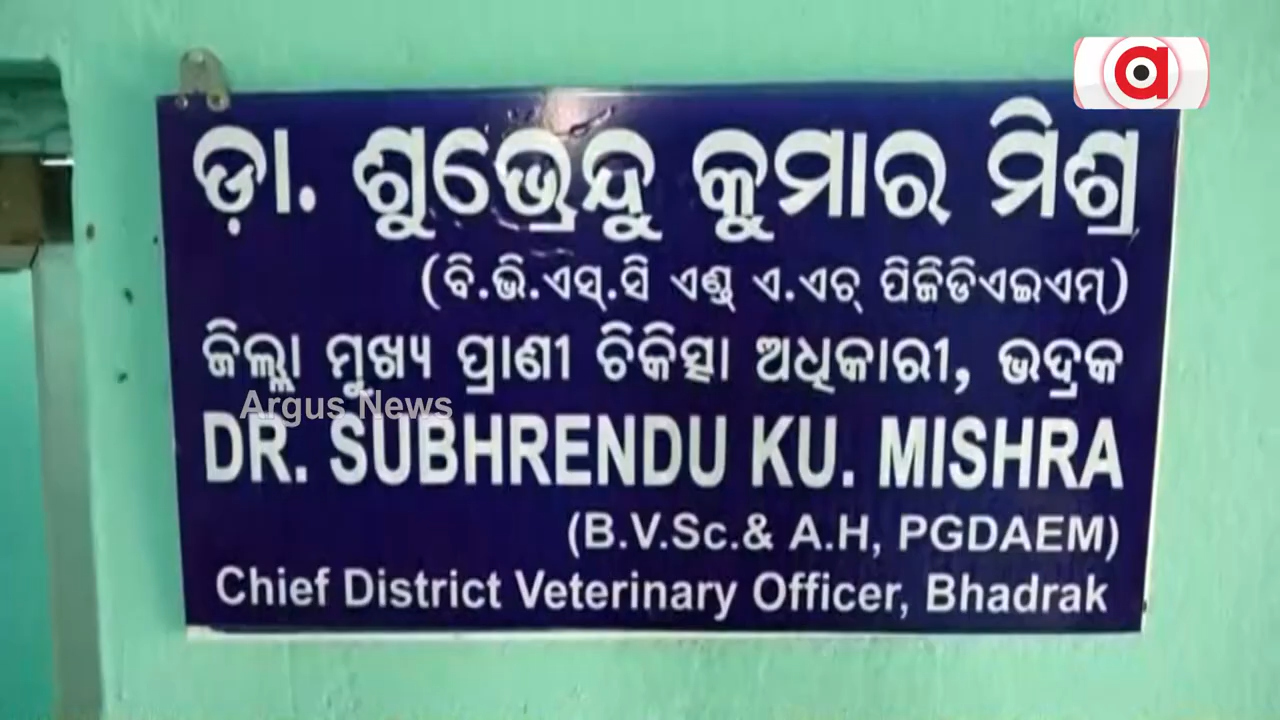 ଡ଼ା. ଶୁଭ୍ରେନ୍ଦୁ କୁମାର ମିଶ୍ର
(ବି.ଭି.ଏସ୍.ସି ଏଣ୍ଡ୍ ଏ.ଏଚ୍ ପିଜିଡିଏଇଏମ୍)
ଜିଲ୍ଲା ମୁଖ୍ୟ ପ୍ରାଣୀ ଚିକିତ୍ସା ଅଧିକାରୀ, ଭଦ୍ରକ
Argus News
DR. SUBHRENDU KU. MISHRA
(B.V.Sc.& A.H, PGDAEM)
Chief District Veterinary Officer, Bhadrak